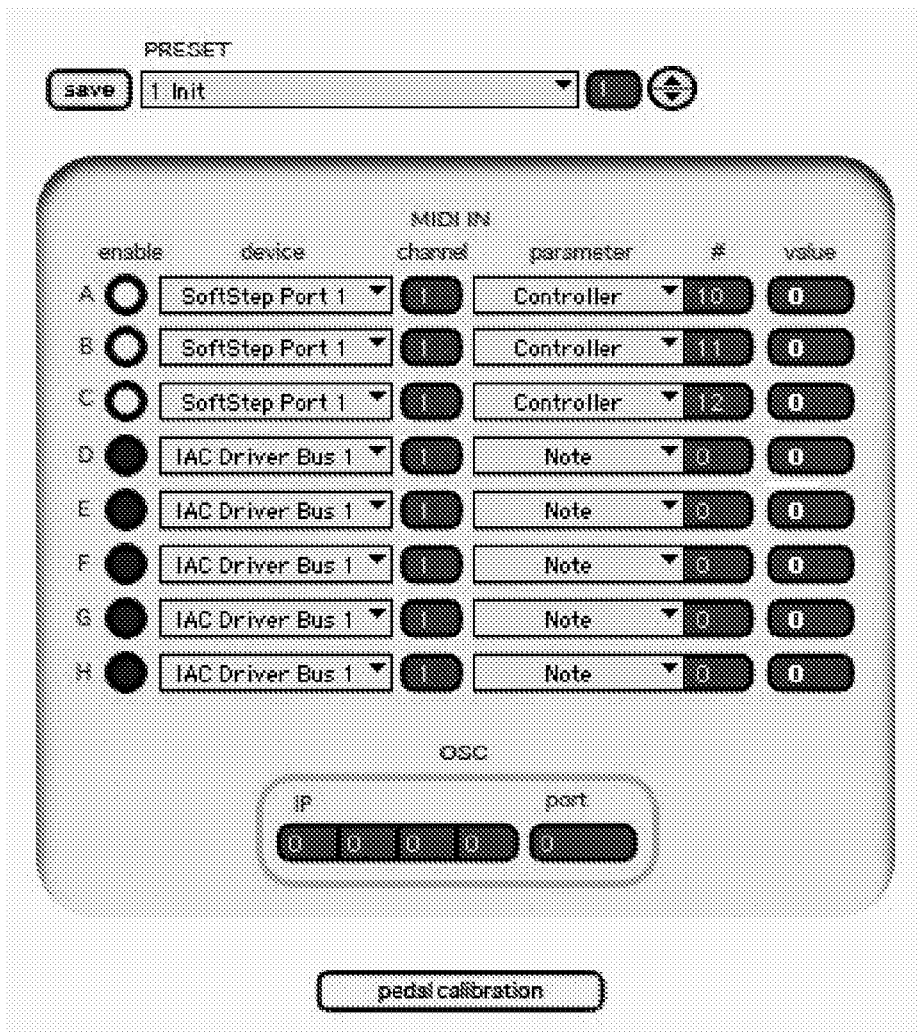 PRESET
save 1 Init 1
MIDI IN
enable device channel parameter # value
A SoftStep Port 1 1 Controller 10 0
B SoftStep Port 1 1 Controller 11 0
C SoftStep Port 1 1 Controller 12 0
D IAC Driver Bus 1 1 Note 0 0
E IAC Driver Bus 1 1 Note 0 0
F IAC Driver Bus 1 1 Note 0 0
G IAC Driver Bus 1 1 Note 0 0
H IAC Driver Bus 1 1 Note 0 0
OSC
ip port
0 0 0 0 0
pedal calibration